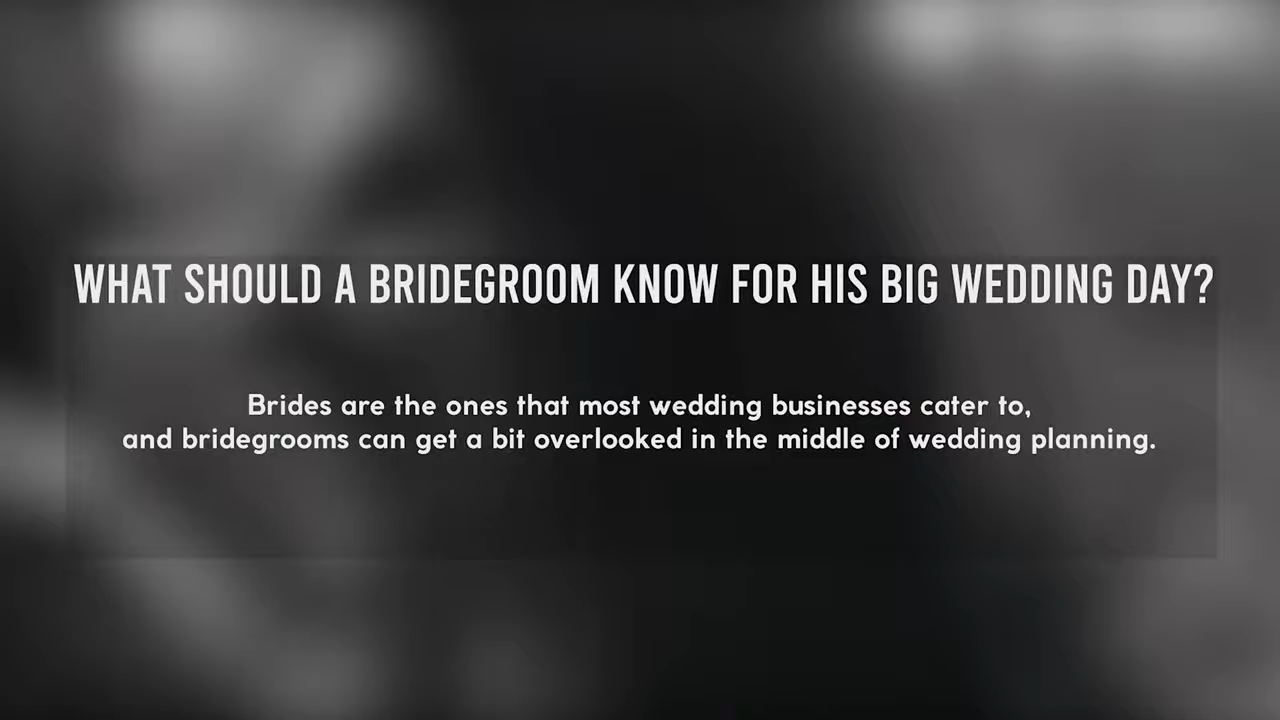 WHAT SHOULD A BRIDEGROOM KNOW FOR HIS BIG WEDDING DAY?
Brides are the ones that most wedding businesses cater to,
and bridegrooms can get a bit overlooked in the middle of wedding planning.